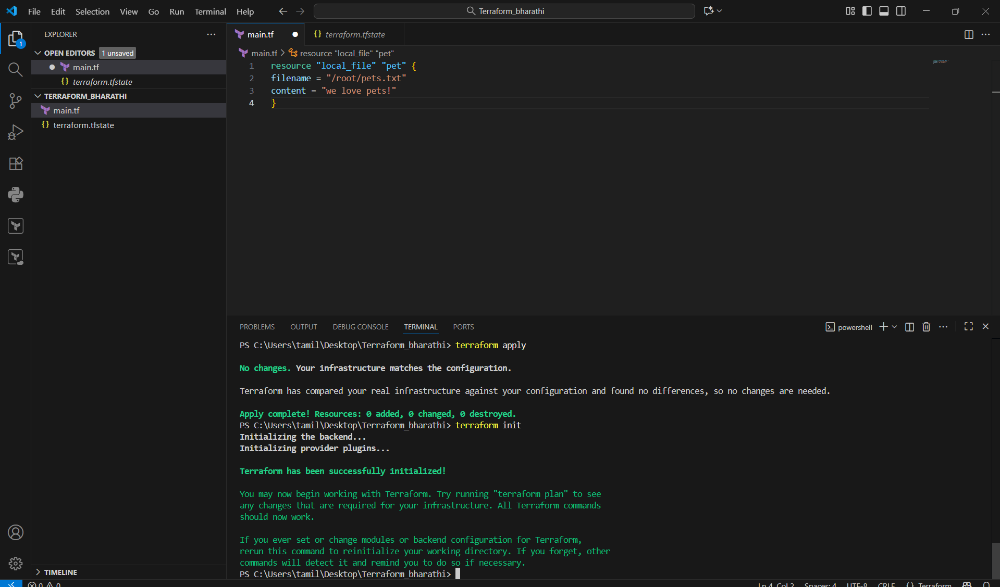 File Edit Selection View Go Run Terminal Help
Terraform_bharathi
1
EXPLORER
OPEN EDITORS 1 unsaved
main.tf
{} terraform.tfstate
TERRAFORM_BHARATHI
main.tf
{} terraform.tfstate
TIMELINE
main.tf
{} terraform.tfstate
main.tf > resource "local_file" "pet"
1 resource "local_file" "pet" {
2 filename = "/root/pets.txt"
3 content = "we love pets!"
4 }
PROBLEMS OUTPUT DEBUG CONSOLE TERMINAL PORTS
powershell
PS C:\Users\tamil\Desktop\Terraform_bharathi> terraform apply
No changes. Your infrastructure matches the configuration.
Terraform has compared your real infrastructure against your configuration and found no differences, so no changes are needed.
Apply complete! Resources: 0 added, 0 changed, 0 destroyed.
PS C:\Users\tamil\Desktop\Terraform_bharathi> terraform init
Initializing the backend...
Initializing provider plugins...
Terraform has been successfully initialized!
You may now begin working with Terraform. Try running "terraform plan" to see
any changes that are required for your infrastructure. All Terraform commands
should now work.
If you ever set or change modules or backend configuration for Terraform,
rerun this command to reinitialize your working directory. If you forget, other
commands will detect it and remind you to do so if necessary.
PS C:\Users\tamil\Desktop\Terraform_bharathi>
0 0
Ln 4, Col 2 Spaces: 4 UTF-8 CRLF {} Terraform